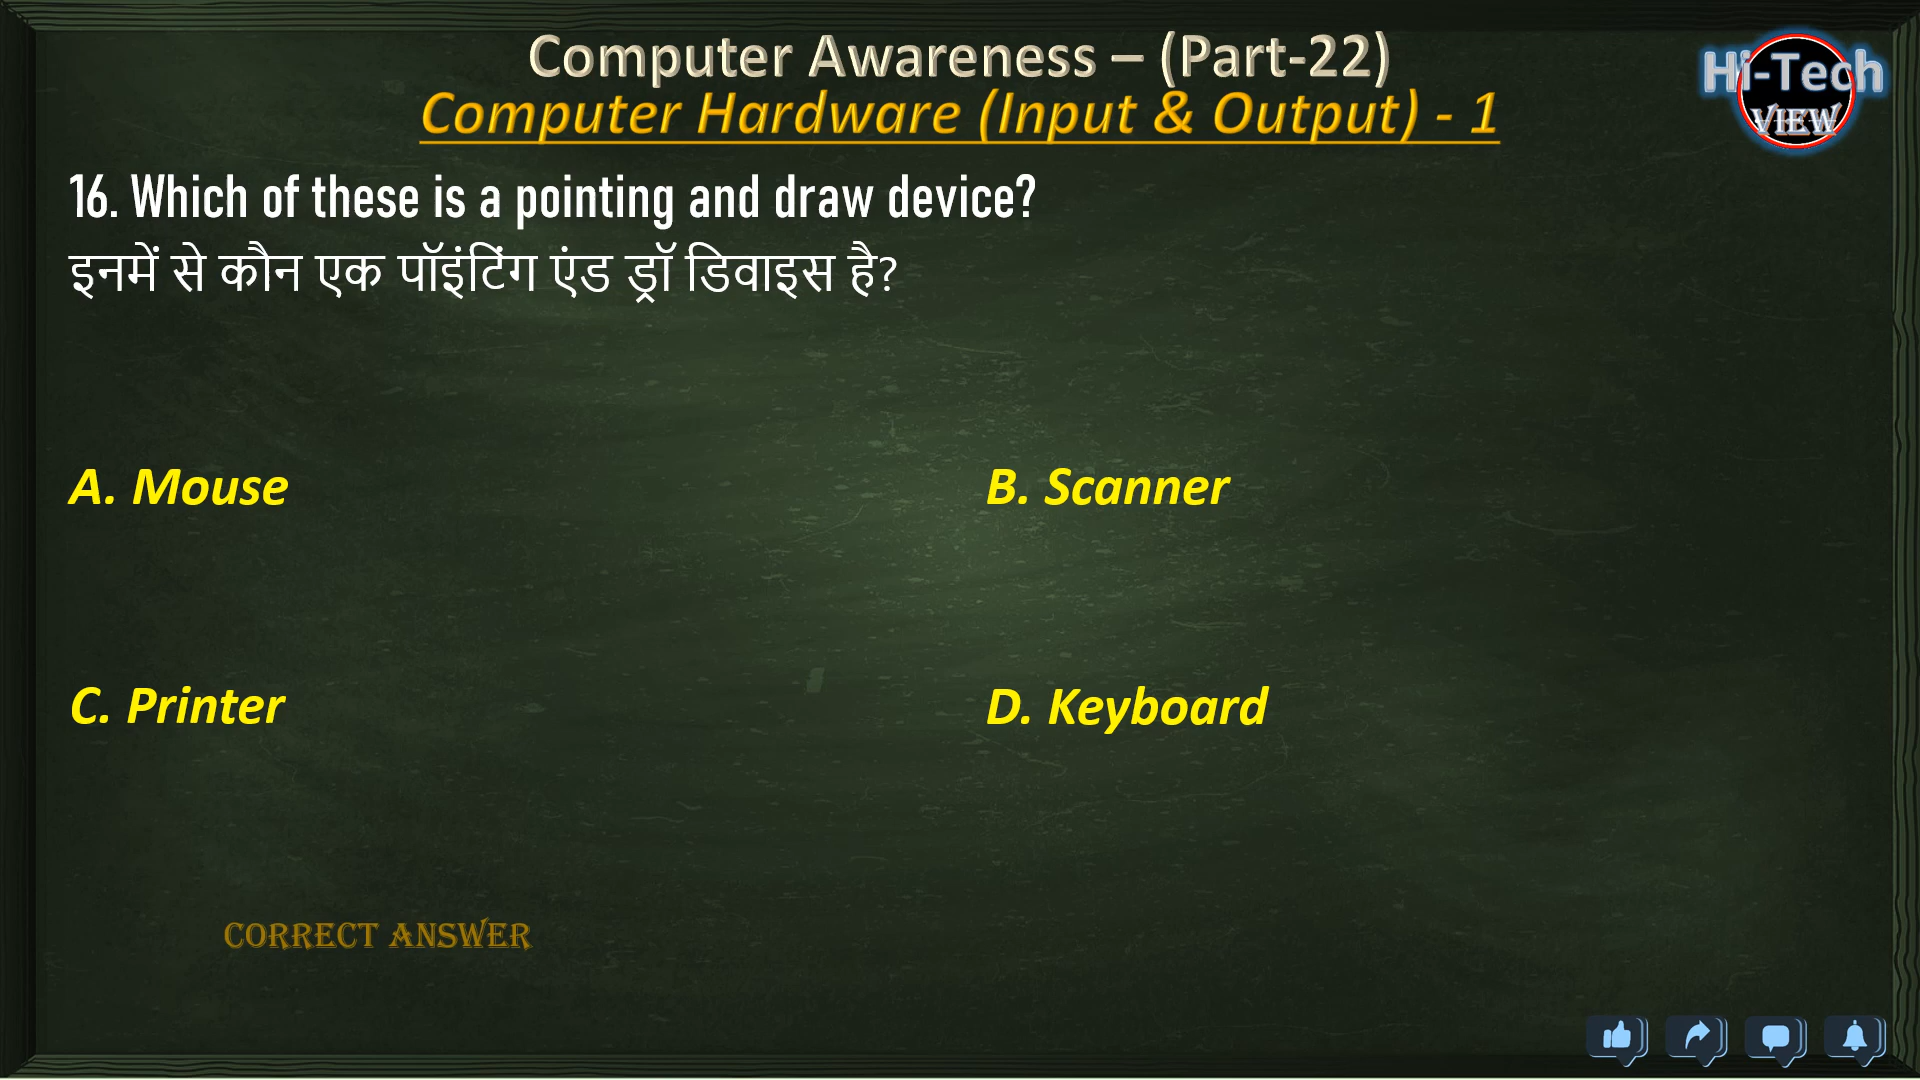 Computer Awareness – (Part-22)
Computer Hardware (Input & Output) - 1
Hi-Tech
VIEW
16. Which of these is a pointing and draw device?
इनमें से कौन एक पॉइंटिंग एंड ड्रॉ डिवाइस है?
A. Mouse
B. Scanner
C. Printer
D. Keyboard
CORRECT ANSWER